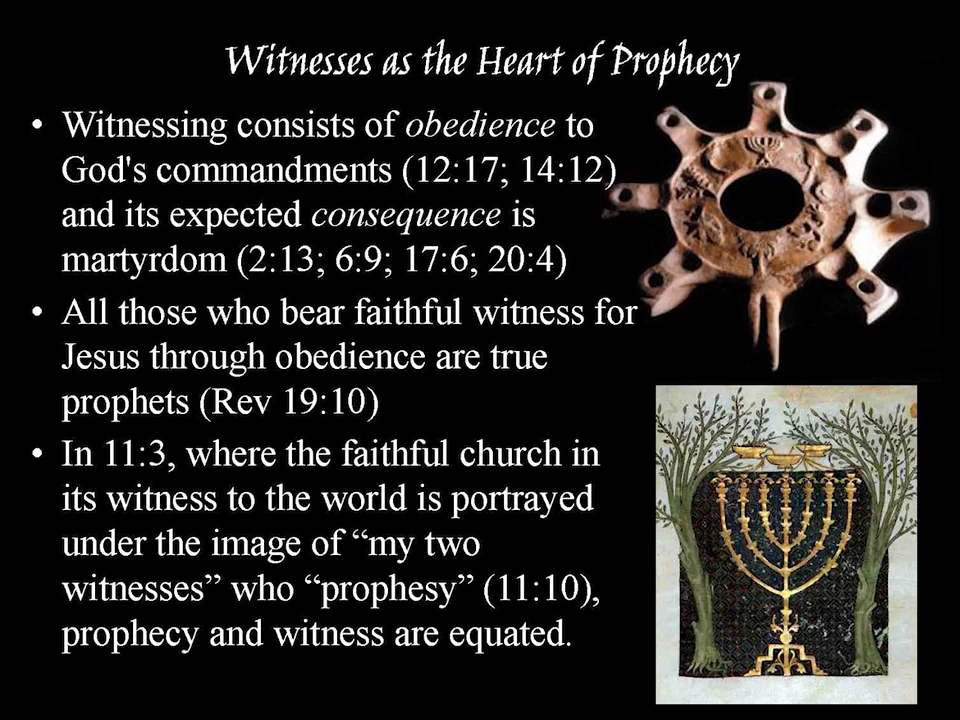 Witnesses as the Heart of Prophecy
• Witnessing consists of obedience to
God's commandments (12:17; 14:12)
and its expected consequence is
martyrdom (2:13; 6:9; 17:6; 20:4)
• All those who bear faithful witness for
Jesus through obedience are true
prophets (Rev 19:10)
• In 11:3, where the faithful church in
its witness to the world is portrayed
under the image of “my two
witnesses” who “prophesy” (11:10),
prophecy and witness are equated.